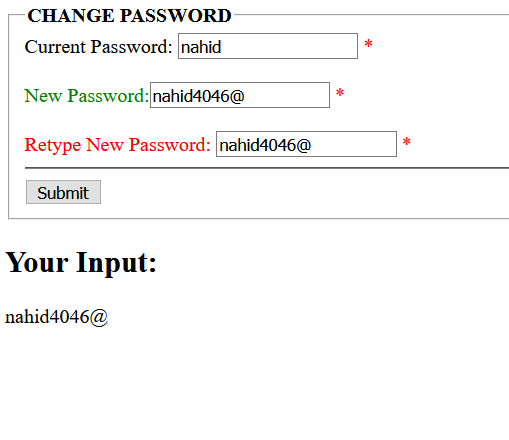 CHANGE PASSWORD
Current Password: nahid *
New Password: nahid4046@ *
Retype New Password: nahid4046@ *
Submit
Your Input:
nahid4046@